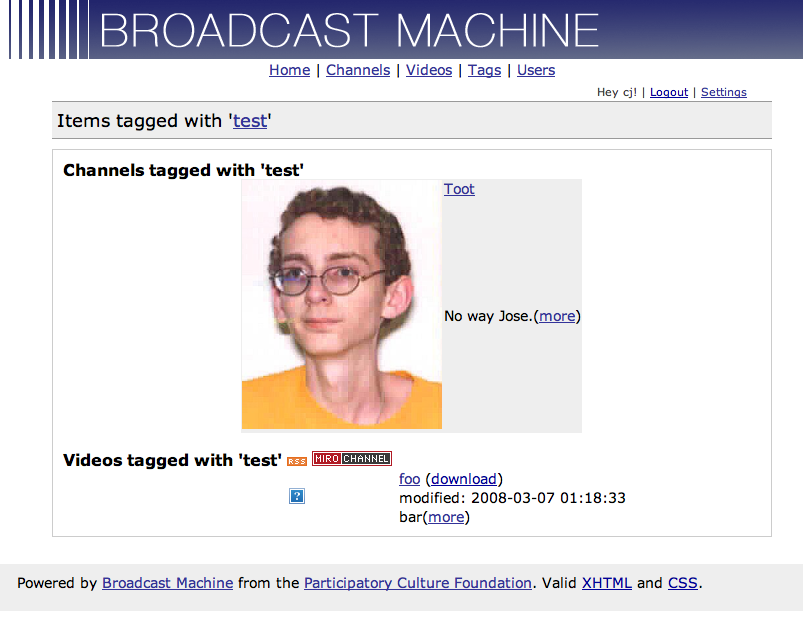 BROADCAST MACHINE
Home | Channels | Videos | Tags | Users
Hey cj! | Logout | Settings
Items tagged with 'test'
Channels tagged with 'test'
Toot
No way Jose.(more)
Videos tagged with 'test' RSS MIRO CHANNEL
foo (download)
?
modified: 2008-03-07 01:18:33
bar(more)
Powered by Broadcast Machine from the Participatory Culture Foundation. Valid XHTML and CSS.